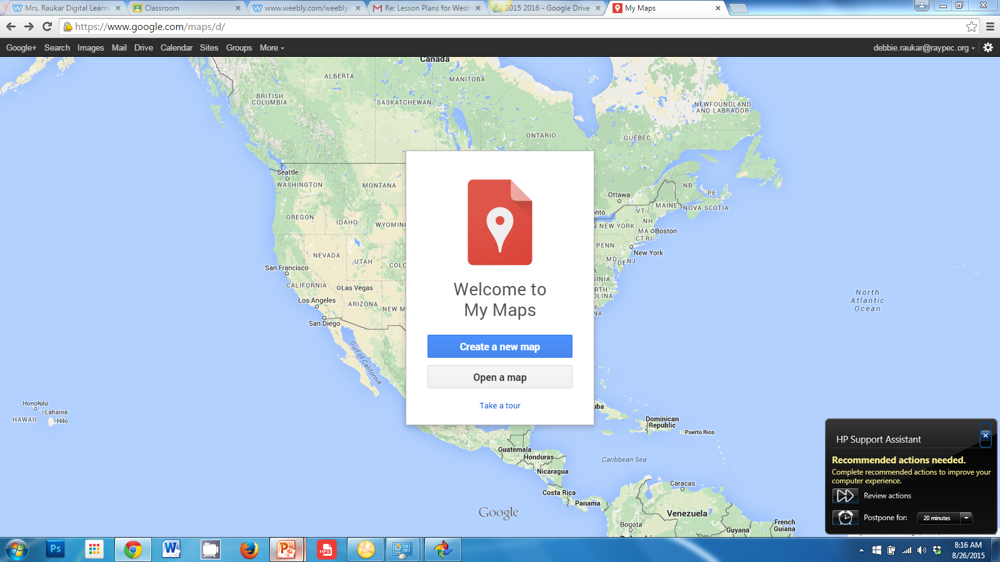 Mrs. Raukar Digital Learni
Classroom
www.weebly.com/weebly/
Re: Lesson Plans for Wedn
2015 2016 - Google Drive
My Maps
https://www.google.com/maps/d/
Google+ Search Images Mail Drive Calendar Sites Groups More
debbie.raukar@raypec.org
Canada
ALBERTA
MANITOBA
BRITISH
COLUMBIA
SASKATCHEWAN
NEWFOUNDLAND
AND LABRADOR
ONTARIO
QUÉBEC
Seattle
WASHINGTON
MONTANA
NB
PE
Ottawa
NOVA SCOTIA
MAINE
VT
nto
OREGON
IDAHO
WYOMING
NH
NEW YORK
MA
Boston
CT RI
PENN
New York
NEVADA
UTAH
COLO
MD
DE
NJ
San Francisco
CALIFORNIA
Las Vegas
GINIA
RTH
LINA
Los Angeles
ARIZONA
NEW M
NA
San Diego
Gulf of California
North
Atlantic
Ocean
Welcome to
My Maps
Create a new map
Open a map
Take a tour
Honolulu
Lahaina
HAWAII
Hilo
uba
Dominican
Republic
Puerto Rico
Guatemala
Honduras
Nicaragua
Caribbean Sea
Costa Rica
Panama
Caracas
Venezuela
Google
Bogota
Guyana
French
Guiana
HP Support Assistant
Recommended actions needed.
Complete recommended actions to improve your
computer experience.
Review actions
Postpone for:
20 minutes
Ps
W
P
MP3
8:16 AM
8/26/2015